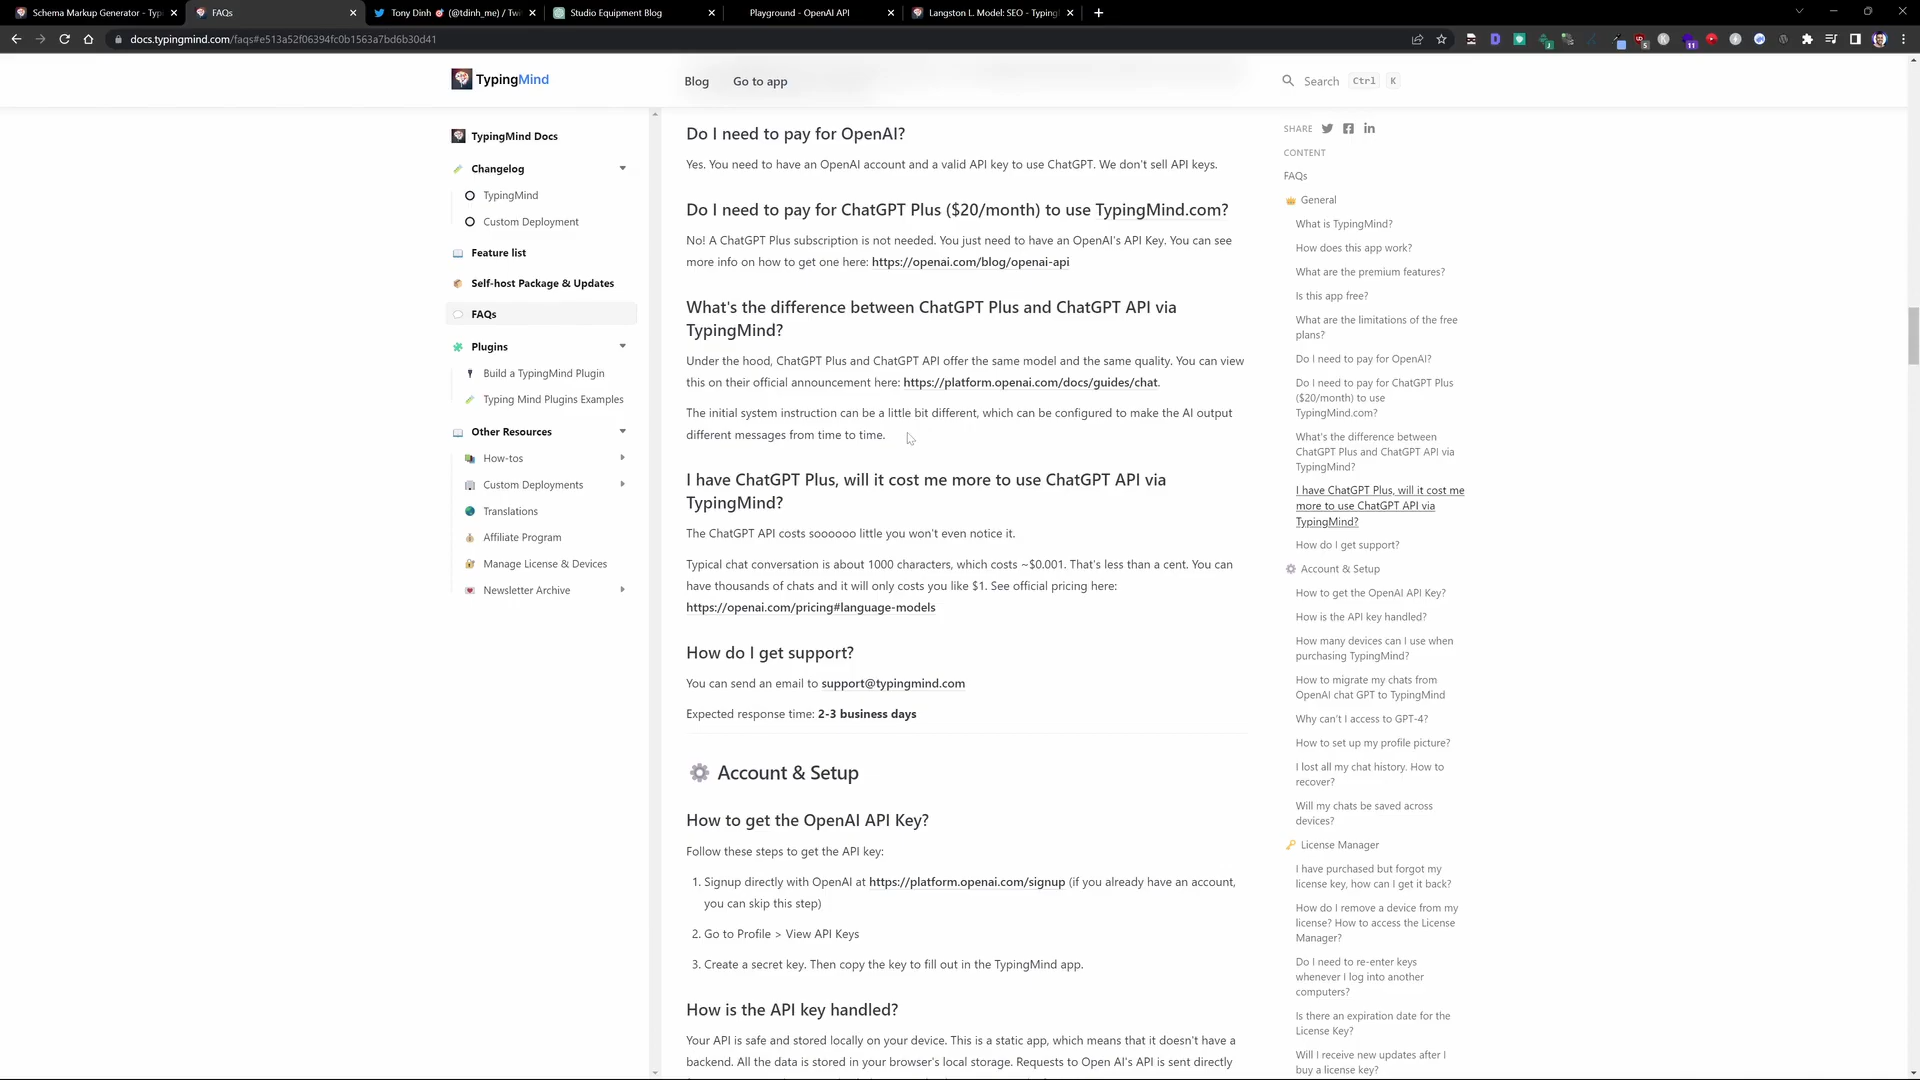 Schema Markup Generator - Typ
FAQs
Tony Dinh (@tdinh_me) / Tw
Studio Equipment Blog
Playground - OpenAI API
Langston L. Model: SEO - Typing
docs.typingmind.com/faqs#e513a52f06394fc0b1563a7bd6b30d41
TypingMind
Blog
Go to app
Search Ctrl K
TypingMind Docs
Changelog
TypingMind
Custom Deployment
Feature list
Self-host Package & Updates
FAQs
Plugins
Build a TypingMind Plugin
Typing Mind Plugins Examples
Other Resources
How-tos
Custom Deployments
Translations
Affiliate Program
Manage License & Devices
Newsletter Archive
Do I need to pay for OpenAI?
Yes. You need to have an OpenAI account and a valid API key to use ChatGPT. We don't sell API keys.
Do I need to pay for ChatGPT Plus ($20/month) to use TypingMind.com?
No! A ChatGPT Plus subscription is not needed. You just need to have an OpenAI's API Key. You can see
more info on how to get one here: https://openai.com/blog/openai-api
What's the difference between ChatGPT Plus and ChatGPT API via
TypingMind?
Under the hood, ChatGPT Plus and ChatGPT API offer the same model and the same quality. You can view
this on their official announcement here: https://platform.openai.com/docs/guides/chat.
The initial system instruction can be a little bit different, which can be configured to make the AI output
different messages from time to time.
I have ChatGPT Plus, will it cost me more to use ChatGPT API via
TypingMind?
The ChatGPT API costs soooooo little you won't even notice it.
Typical chat conversation is about 1000 characters, which costs ~$0.001. That's less than a cent. You can
have thousands of chats and it will only costs you like $1. See official pricing here:
https://openai.com/pricing#language-models
How do I get support?
You can send an email to support@typingmind.com
Expected response time: 2-3 business days
Account & Setup
How to get the OpenAI API Key?
Follow these steps to get the API key:
1. Signup directly with OpenAI at https://platform.openai.com/signup (if you already have an account,
you can skip this step)
2. Go to Profile > View API Keys
3. Create a secret key. Then copy the key to fill out in the TypingMind app.
How is the API key handled?
Your API is safe and stored locally on your device. This is a static app, which means that it doesn't have a
backend. All the data is stored in your browser's local storage. Requests to Open AI's API is sent directly
SHARE
CONTENT
FAQs
General
What is TypingMind?
How does this app work?
What are the premium features?
Is this app free?
What are the limitations of the free
plans?
Do I need to pay for OpenAI?
Do I need to pay for ChatGPT Plus
($20/month) to use
TypingMind.com?
What's the difference between
ChatGPT Plus and ChatGPT API via
TypingMind?
I have ChatGPT Plus, will it cost me
more to use ChatGPT API via
TypingMind?
How do I get support?
Account & Setup
How to get the OpenAI API Key?
How is the API key handled?
How many devices can I use when
purchasing TypingMind?
How to migrate my chats from
OpenAI chat GPT to TypingMind
Why can't I access to GPT-4?
How to set up my profile picture?
I lost all my chat history. How to
recover?
Will my chats be saved across
devices?
License Manager
I have purchased but forgot my
license key, how can I get it back?
How do I remove a device from my
license? How to access the License
Manager?
Do I need to re-enter keys
whenever I log into another
computers?
Is there an expiration date for the
License Key?
Will I receive new updates after I
buy a license key?